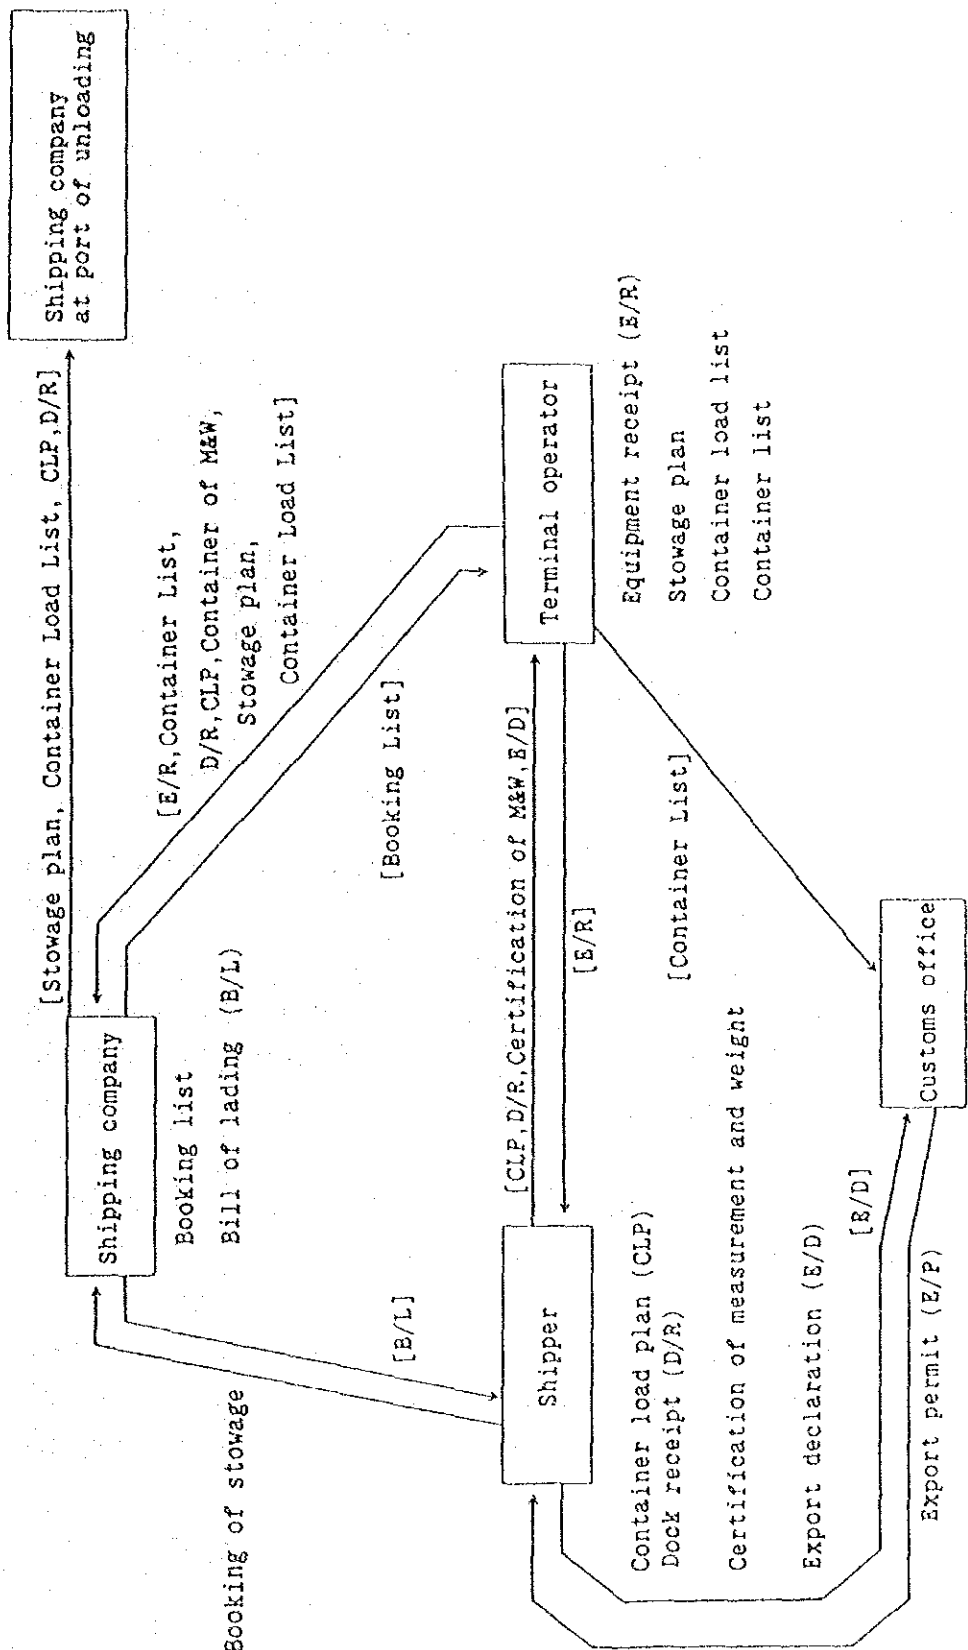 Shipping company
at port of unloading
[Stowage plan, Container Load List, CLP,D/R]
Shipping company
Booking list
Bill of lading (B/L)
[E/R,Container List,
D/R,CLP,Container of M&W,
Stowage plan,
Container Load List]
[Booking List]
Booking of stowage
[B/L]
Shipper
[CLP,D/R,Certification of M&W,E/D]
[E/R]
Terminal operator
Equipment receipt (E/R)
Stowage plan
Container load list
Container list
Container load plan (CLP)
Dock receipt (D/R)
Certification of measurement and weight
Export declaration (E/D)
[Container List]
[E/D]
Customs office
Export permit (E/P)